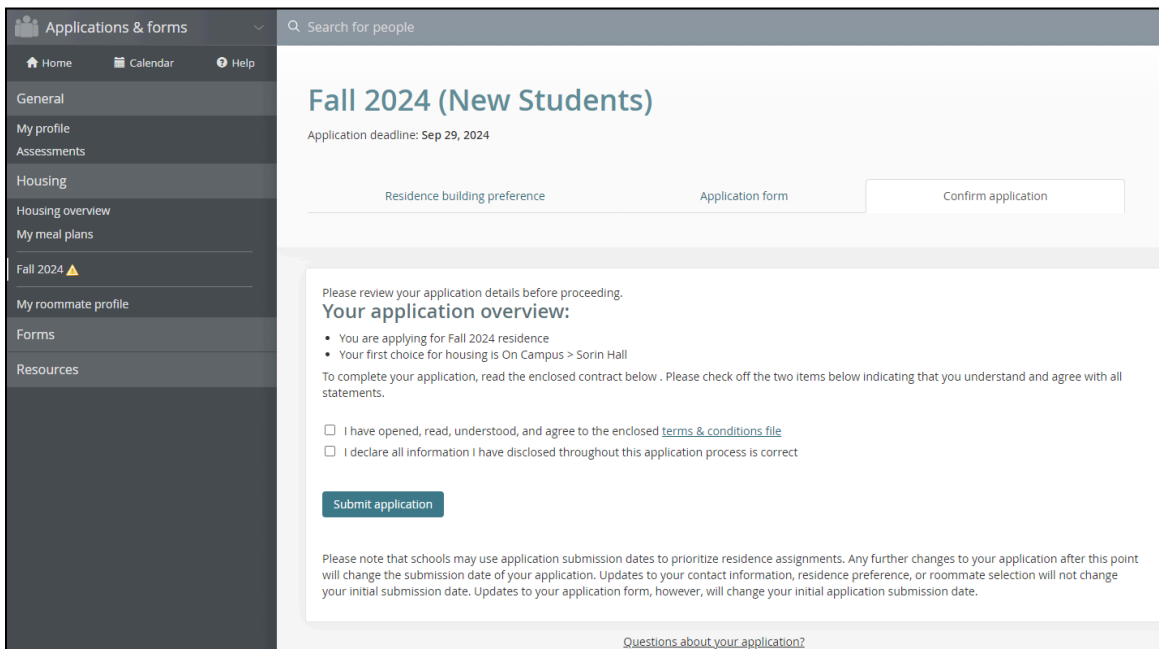 Applications & forms
Search for people
Home
Calendar
Help
General
My profile
Assessments
Housing
Housing overview
My meal plans
Fall 2024
My roommate profile
Forms
Resources
Fall 2024 (New Students)
Application deadline: Sep 29, 2024
Residence building preference
Application form
Confirm application
Please review your application details before proceeding.
Your application overview:
• You are applying for Fall 2024 residence
• Your first choice for housing is On Campus > Sorin Hall
To complete your application, read the enclosed contract below . Please check off the two items below indicating that you understand and agree with all
statements.
I have opened, read, understood, and agree to the enclosed terms & conditions file
I declare all information I have disclosed throughout this application process is correct
Submit application
Please note that schools may use application submission dates to prioritize residence assignments. Any further changes to your application after this point
will change the submission date of your application. Updates to your contact information, residence preference, or roommate selection will not change
your initial submission date. Updates to your application form, however, will change your initial application submission date.
Questions about your application?